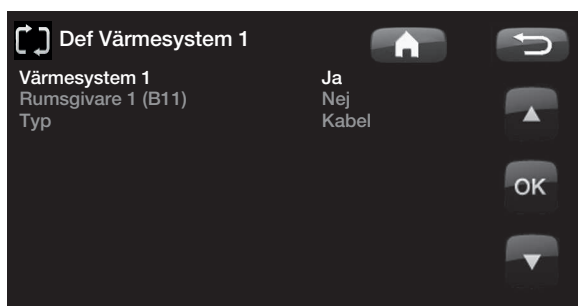 Def Värmesystem 1
Värmesystem 1 Ja
Rumsgivare 1 (B11) Nej
Typ Kabel
OK